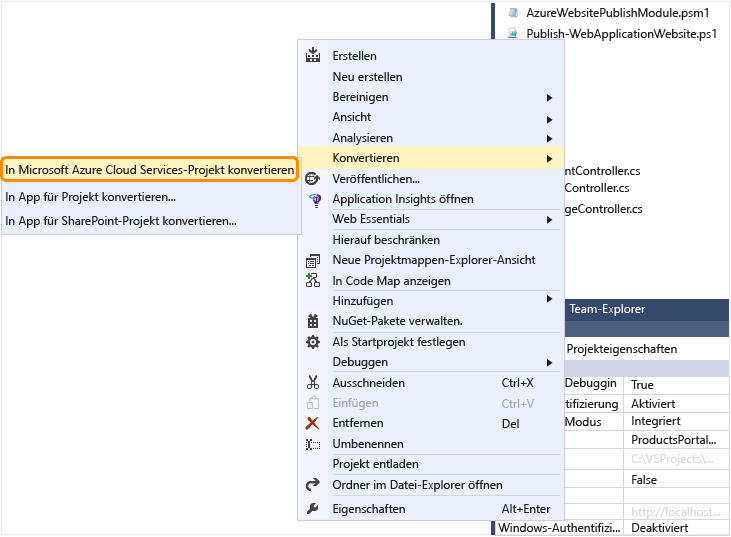 AzureWebsitePublishModule.psm1
Publish-WebApplicationWebsite.ps1
Erstellen
Neu erstellen
Bereinigen
Ansicht
Analysieren
Konvertieren
In Microsoft Azure Cloud Services-Projekt konvertieren
In App für Projekt konvertieren...
In App für SharePoint-Projekt konvertieren...
Veröffentlichen...
Application Insights öffnen
Web Essentials
Hierauf beschränken
Neue Projektmappen-Explorer-Ansicht
In Code Map anzeigen
Hinzufügen
NuGet-Pakete verwalten.
Als Startprojekt festlegen
Debuggen
Ausschneiden Ctrl+X
Einfügen Ctrl+V
Entfernen Del
Umbenennen
Projekt entladen
Ordner im Datei-Explorer öffnen
Eigenschaften Alt+Enter
ntController.cs
Controller.cs
geController.cs
Team-Explorer
Projekteigenschaften
Debuggin True
tifizierung Aktiviert
Modus Integriert
ProductsPortal...
C:\VSProjects\...
False
http://localhost...
Windows-Authentifizi... Deaktiviert